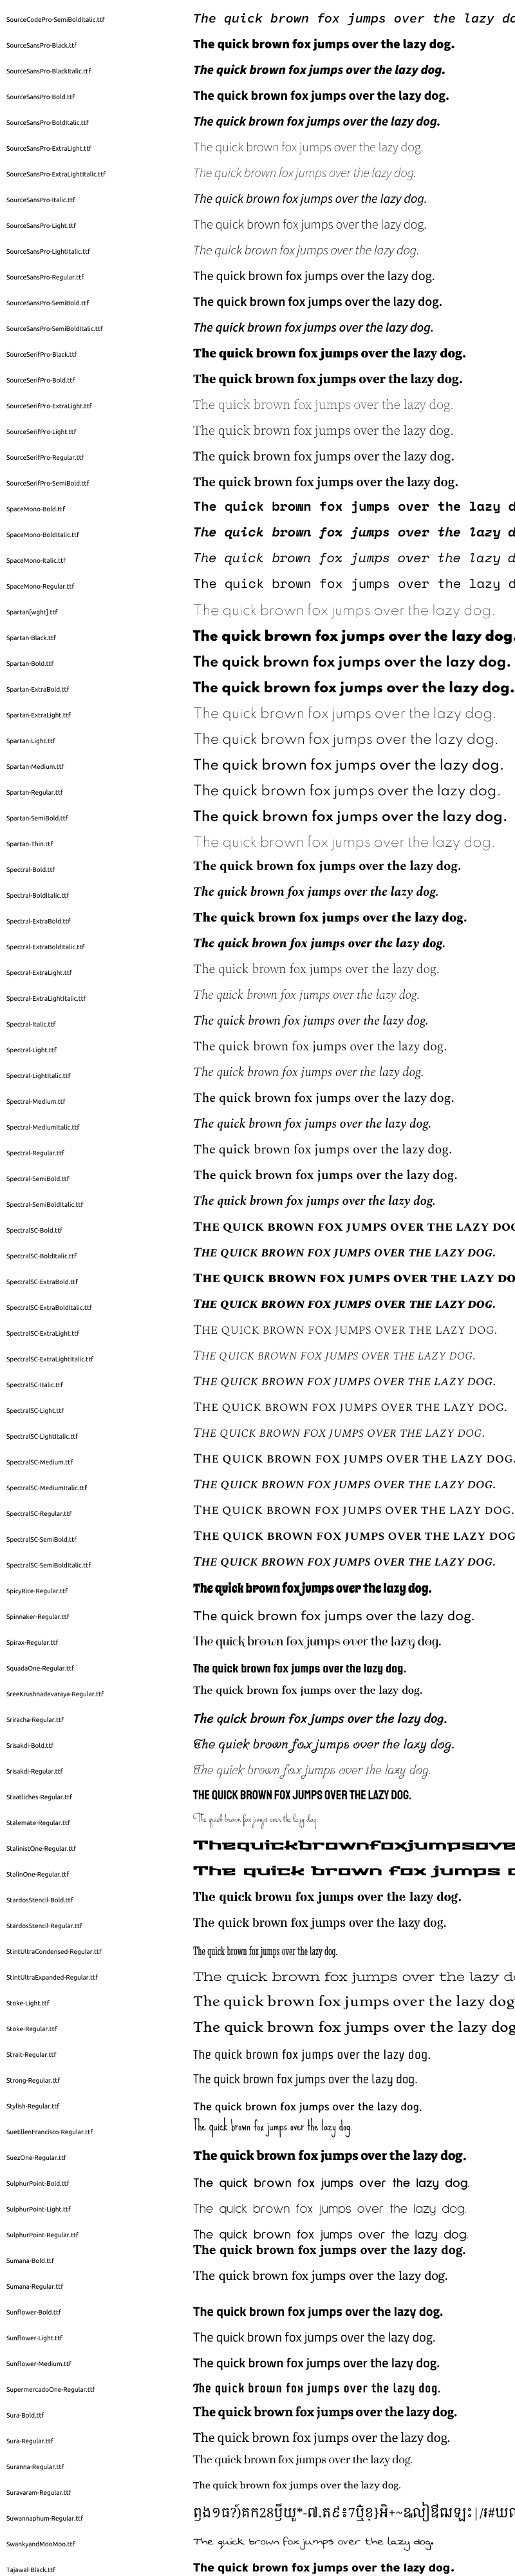 SourceCodePro-SemiBoldItalic.ttf The quick brown fox jumps over the lazy do
SourceSansPro-Black.ttf The quick brown fox jumps over the lazy dog.
SourceSansPro-BlackItalic.ttf The quick brown fox jumps over the lazy dog.
SourceSansPro-Bold.ttf The quick brown fox jumps over the lazy dog.
SourceSansPro-BoldItalic.ttf The quick brown fox jumps over the lazy dog.
SourceSansPro-ExtraLight.ttf The quick brown fox jumps over the lazy dog.
SourceSansPro-ExtraLightItalic.ttf The quick brown fox jumps over the lazy dog.
SourceSansPro-Italic.ttf The quick brown fox jumps over the lazy dog.
SourceSansPro-Light.ttf The quick brown fox jumps over the lazy dog.
SourceSansPro-LightItalic.ttf The quick brown fox jumps over the lazy dog.
SourceSansPro-Regular.ttf The quick brown fox jumps over the lazy dog.
SourceSansPro-SemiBold.ttf The quick brown fox jumps over the lazy dog.
SourceSansPro-SemiBoldItalic.ttf The quick brown fox jumps over the lazy dog.
SourceSerifPro-Black.ttf The quick brown fox jumps over the lazy dog.
SourceSerifPro-Bold.ttf The quick brown fox jumps over the lazy dog.
SourceSerifPro-ExtraLight.ttf The quick brown fox jumps over the lazy dog.
SourceSerifPro-Light.ttf The quick brown fox jumps over the lazy dog.
SourceSerifPro-Regular.ttf The quick brown fox jumps over the lazy dog.
SourceSerifPro-SemiBold.ttf The quick brown fox jumps over the lazy dog.
SpaceMono-Bold.ttf The quick brown fox jumps over the lazy d
SpaceMono-BoldItalic.ttf The quick brown fox jumps over the lazy d
SpaceMono-Italic.ttf The quick brown fox jumps over the lazy d
SpaceMono-Regular.ttf The quick brown fox jumps over the lazy d
Spartan[wght].ttf The quick brown fox jumps over the lazy dog.
Spartan-Black.ttf The quick brown fox jumps over the lazy dog.
Spartan-Bold.ttf The quick brown fox jumps over the lazy dog.
Spartan-ExtraBold.ttf The quick brown fox jumps over the lazy dog.
Spartan-ExtraLight.ttf The quick brown fox jumps over the lazy dog.
Spartan-Light.ttf The quick brown fox jumps over the lazy dog.
Spartan-Medium.ttf The quick brown fox jumps over the lazy dog.
Spartan-Regular.ttf The quick brown fox jumps over the lazy dog.
Spartan-SemiBold.ttf The quick brown fox jumps over the lazy dog.
Spartan-Thin.ttf The quick brown fox jumps over the lazy dog.
Spectral-Bold.ttf The quick brown fox jumps over the lazy dog.
Spectral-BoldItalic.ttf The quick brown fox jumps over the lazy dog.
Spectral-ExtraBold.ttf The quick brown fox jumps over the lazy dog.
Spectral-ExtraBoldItalic.ttf The quick brown fox jumps over the lazy dog.
Spectral-ExtraLight.ttf The quick brown fox jumps over the lazy dog.
Spectral-ExtraLightItalic.ttf The quick brown fox jumps over the lazy dog.
Spectral-Italic.ttf The quick brown fox jumps over the lazy dog.
Spectral-Light.ttf The quick brown fox jumps over the lazy dog.
Spectral-LightItalic.ttf The quick brown fox jumps over the lazy dog.
Spectral-Medium.ttf The quick brown fox jumps over the lazy dog.
Spectral-MediumItalic.ttf The quick brown fox jumps over the lazy dog.
Spectral-Regular.ttf The quick brown fox jumps over the lazy dog.
Spectral-SemiBold.ttf The quick brown fox jumps over the lazy dog.
Spectral-SemiBoldItalic.ttf The quick brown fox jumps over the lazy dog.
SpectralSC-Bold.ttf THE QUICK BROWN FOX JUMPS OVER THE LAZY DOG
SpectralSC-BoldItalic.ttf THE QUICK BROWN FOX JUMPS OVER THE LAZY DOG.
SpectralSC-ExtraBold.ttf THE QUICK BROWN FOX JUMPS OVER THE LAZY DO
SpectralSC-ExtraBoldItalic.ttf THE QUICK BROWN FOX JUMPS OVER THE LAZY DOG.
SpectralSC-ExtraLight.ttf THE QUICK BROWN FOX JUMPS OVER THE LAZY DOG.
SpectralSC-ExtraLightItalic.ttf THE QUICK BROWN FOX JUMPS OVER THE LAZY DOG.
SpectralSC-Italic.ttf THE QUICK BROWN FOX JUMPS OVER THE LAZY DOG.
SpectralSC-Light.ttf THE QUICK BROWN FOX JUMPS OVER THE LAZY DOG.
SpectralSC-LightItalic.ttf THE QUICK BROWN FOX JUMPS OVER THE LAZY DOG.
SpectralSC-Medium.ttf THE QUICK BROWN FOX JUMPS OVER THE LAZY DOG.
SpectralSC-MediumItalic.ttf THE QUICK BROWN FOX JUMPS OVER THE LAZY DOG.
SpectralSC-Regular.ttf THE QUICK BROWN FOX JUMPS OVER THE LAZY DOG.
SpectralSC-SemiBold.ttf THE QUICK BROWN FOX JUMPS OVER THE LAZY DOG
SpectralSC-SemiBoldItalic.ttf THE QUICK BROWN FOX JUMPS OVER THE LAZY DOG.
SpicyRice-Regular.ttf The quick brown fox jumps over the lazy dog.
Spinnaker-Regular.ttf The quick brown fox jumps over the lazy dog.
Spirax-Regular.ttf The quick brown fox jumps over the lazy dog.
SquadaOne-Regular.ttf The quick brown fox jumps over the lazy dog.
SreeKrushnadevaraya-Regular.ttf The quick brown fox jumps over the lazy dog.
Sriracha-Regular.ttf The quick brown fox jumps over the lazy dog.
Srisakdi-Bold.ttf The quick brown fox jumps over the lazy dog.
Srisakdi-Regular.ttf The quick brown fox jumps over the lazy dog.
Staatliches-Regular.ttf THE QUICK BROWN FOX JUMPS OVER THE LAZY DOG.
Stalemate-Regular.ttf The quick brown fox jumps over the lazy dog.
StalinistOne-Regular.ttf Thequickbrownfoxjumpsove
StalinOne-Regular.ttf The quick brown fox jumps o
StardosStencil-Bold.ttf The quick brown fox jumps over the lazy dog.
StardosStencil-Regular.ttf The quick brown fox jumps over the lazy dog.
StintUltraCondensed-Regular.ttf The quick brown fox jumps over the lazy dog.
StintUltraExpanded-Regular.ttf The quick brown fox jumps over the lazy do
Stoke-Light.ttf The quick brown fox jumps over the lazy dog
Stoke-Regular.ttf The quick brown fox jumps over the lazy dog
Strait-Regular.ttf The quick brown fox jumps over the lazy dog.
Strong-Regular.ttf The quick brown fox jumps over the lazy dog.
Stylish-Regular.ttf The quick brown fox jumps over the lazy dog.
SueEllenFrancisco-Regular.ttf The quick brown fox jumps over the lazy dog.
SuezOne-Regular.ttf The quick brown fox jumps over the lazy dog.
SulphurPoint-Bold.ttf The quick brown fox jumps over the lazy dog.
SulphurPoint-Light.ttf The quick brown fox jumps over the lazy dog.
SulphurPoint-Regular.ttf The quick brown fox jumps over the lazy dog.
Sumana-Bold.ttf The quick brown fox jumps over the lazy dog.
Sumana-Regular.ttf The quick brown fox jumps over the lazy dog.
Sunflower-Bold.ttf The quick brown fox jumps over the lazy dog.
Sunflower-Light.ttf The quick brown fox jumps over the lazy dog.
Sunflower-Medium.ttf The quick brown fox jumps over the lazy dog.
SupermercadoOne-Regular.ttf The quick brown fox jumps over the lazy dog.
Sura-Bold.ttf The quick brown fox jumps over the lazy dog.
Sura-Regular.ttf The quick brown fox jumps over the lazy dog.
Suranna-Regular.ttf The quick brown fox jumps over the lazy dog.
Suravaram-Regular.ttf The quick brown fox jumps over the lazy dog.
Suwannaphum-Regular.ttf
SwankyandMooMoo.ttf The quick brown fox jumps over the lazy dog.
Tajawal-Black.ttf The quick brown fox jumps over the lazy dog.